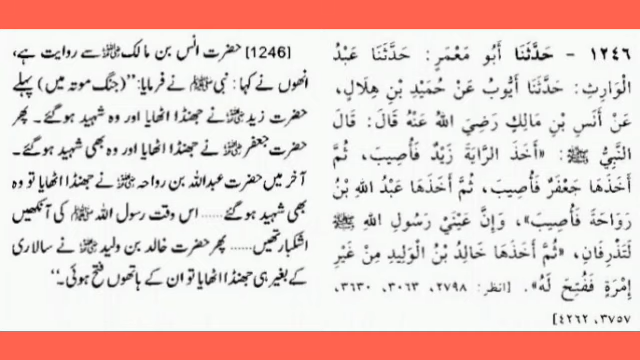 ١٢٤٦ - حَدَّثَنَا أَبُو مَعْمَرٍ: حَدَّثَنَا عَبْدُ
الْوَارِثِ: حَدَّثَنَا أَيُّوبُ عَنْ حُمَيْدِ بْنِ هِلَالٍ،
عَنْ أَنَسِ بْنِ مَالِكٍ رَضِيَ اللهُ عَنْهُ قَالَ: قَالَ
النَّبِيُّ ﷺ: «أَخَذَ الرَّايَةَ زَيْدٌ فَأُصِيبَ، ثُمَّ
أَخَذَهَا جَعْفَرٌ فَأُصِيبَ، ثُمَّ أَخَذَهَا عَبْدُ اللهِ بْنُ
رَوَاحَةَ فَأُصِيبَ»، وَإِنَّ عَيْنَيْ رَسُولِ اللهِ ﷺ
لَتَذْرِفَانِ، «ثُمَّ أَخَذَهَا خَالِدُ بْنُ الْوَلِيدِ مِنْ غَيْرِ
إِمْرَةٍ فَفُتِحَ لَهُ». [انظر: ٢٧٩٨، ٣٠٦٣، ٣٦٣٠،
٣٧٥٧، ٤٢٦٢]
[1246] حضرت انس بن مالک ؓ سے روایت ہے،
انھوں نے کہا: نبی ﷺ نے فرمایا: ”(جنگ موتہ میں) پہلے
حضرت زید ؓ نے جھنڈا اٹھایا اور وہ شہید ہوگئے۔ پھر
حضرت جعفر ؓ نے جھنڈا اٹھایا اور وہ بھی شہید ہوگئے۔
آخر میں حضرت عبداللہ بن رواحہ ؓ نے جھنڈا اٹھایا تو وہ
بھی شہید ہوگئے ...... اس وقت رسول اللہ ﷺ کی آنکھیں
اشکبار تھیں ...... پھر حضرت خالد بن ولید ؓ نے سالاری
کے بغیر ہی جھنڈا اٹھایا تو ان کے ہاتھوں فتح ہوئی۔“